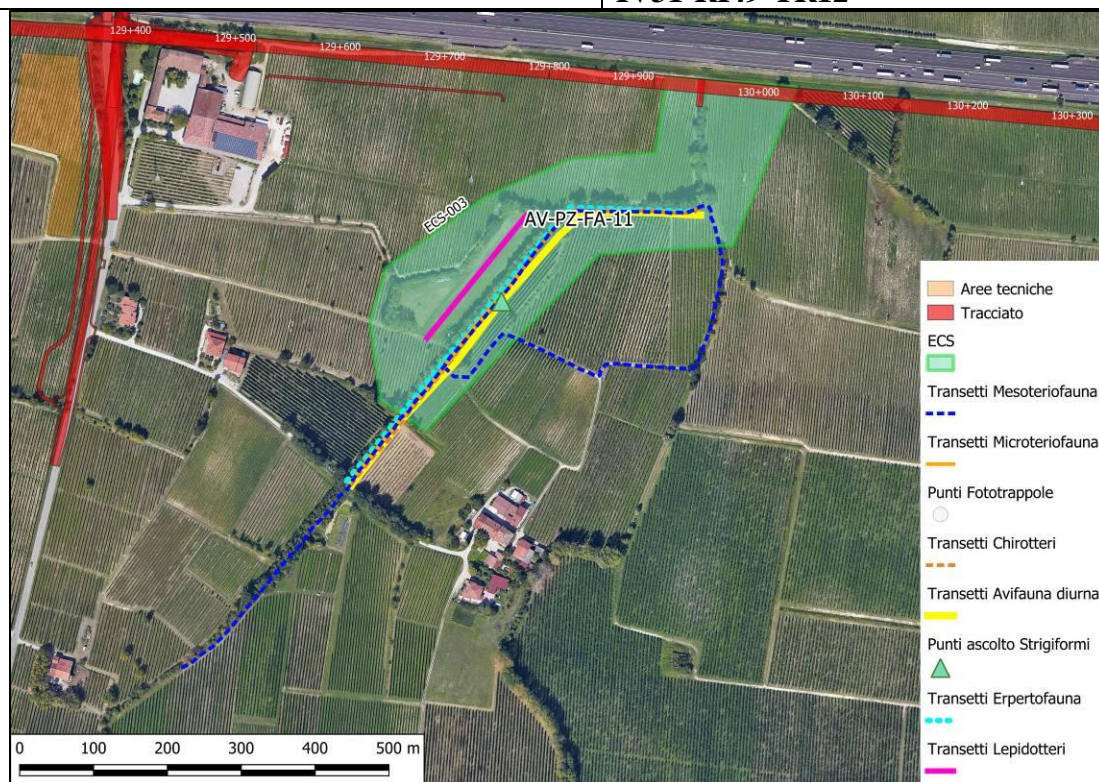 129+400
129+500
129+600
129+700
129+800
129+900
130+000
130+100
130+200
130+300
ECS-003
AV-PZ-FA-11
Aree tecniche
Tracciato
ECS
Transetti Mesoteriofauna
Transetti Microteriofauna
Punti Fototrappole
Transetti Chirotteri
Transetti Avifauna diurna
Punti ascolto Strigiformi
Transetti Erpertofauna
Transetti Lepidotteri
0 100 200 300 400 500 m